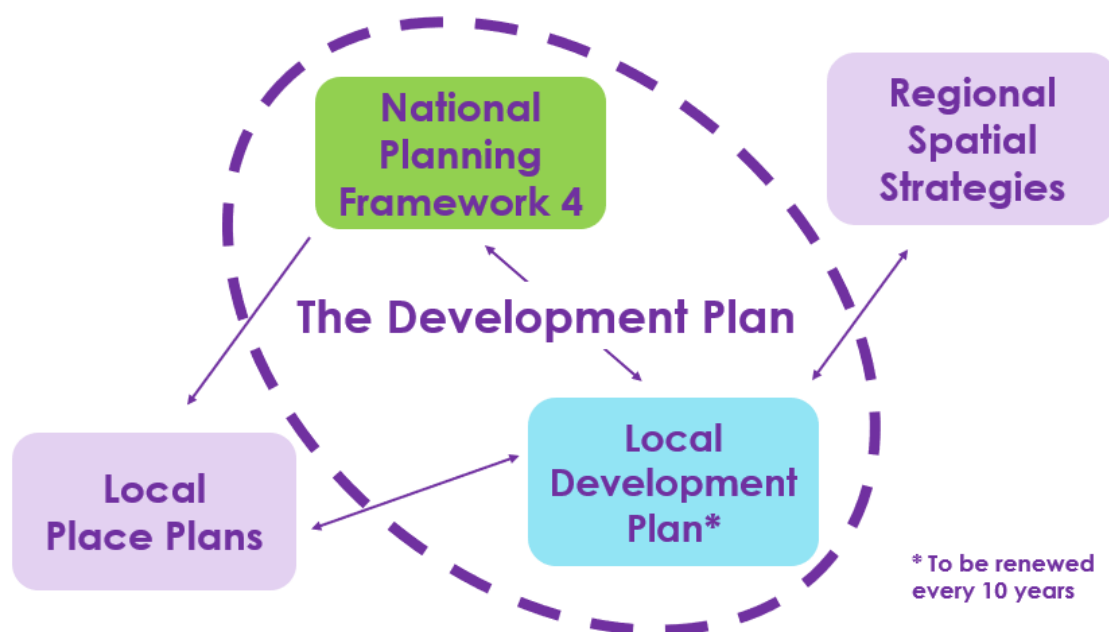 National
Planning
Framework 4
Regional
Spatial
Strategies
The Development Plan
Local
Place Plans
Local
Development
Plan*
* To be renewed
every 10 years